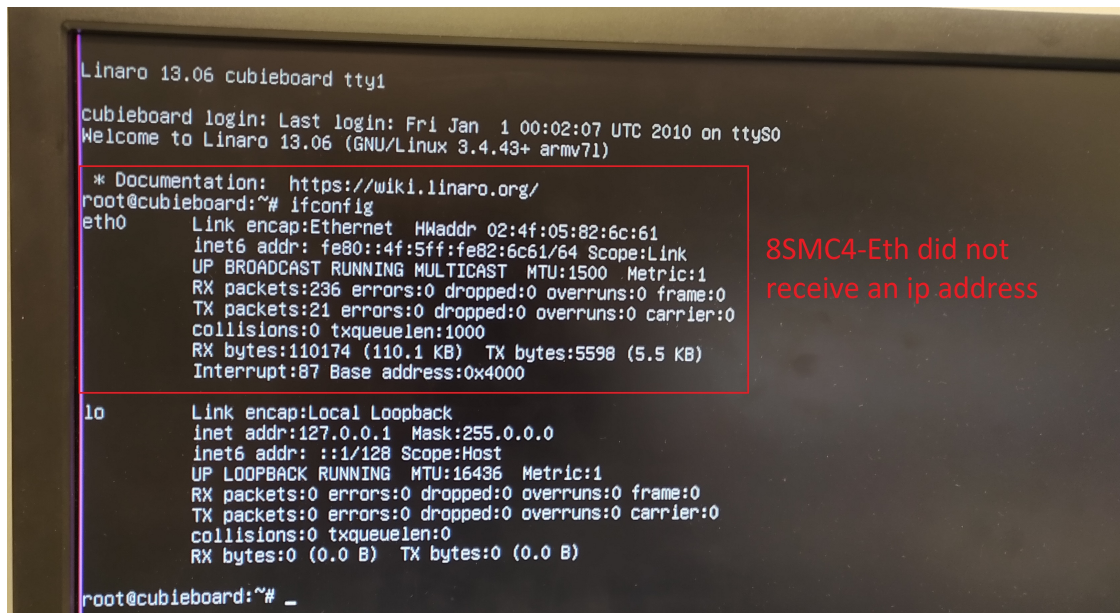 Linaro 13.06 cubieboard tty1
cubieboard login: Last login: Fri Jan  1 00:02:07 UTC 2010 on ttyS0
Welcome to Linaro 13.06 (GNU/Linux 3.4.43+ armv7l)
* Documentation:  https://wiki.linaro.org/
root@cubieboard:~# ifconfig
eth0      Link encap:Ethernet  HWaddr 02:4f:05:82:6c:61
inet6 addr: fe80::4f:5ff:fe82:6c61/64 Scope:Link
UP BROADCAST RUNNING MULTICAST  MTU:1500  Metric:1
RX packets:236 errors:0 dropped:0 overruns:0 frame:0
TX packets:21 errors:0 dropped:0 overruns:0 carrier:0
collisions:0 txqueuelen:1000
RX bytes:110174 (110.1 KB)  TX bytes:5598 (5.5 KB)
Interrupt:87 Base address:0x4000
8SMC4-Eth did not
receive an ip address
lo        Link encap:Local Loopback
inet addr:127.0.0.1  Mask:255.0.0.0
inet6 addr: ::1/128 Scope:Host
UP LOOPBACK RUNNING  MTU:16436  Metric:1
RX packets:0 errors:0 dropped:0 overruns:0 frame:0
TX packets:0 errors:0 dropped:0 overruns:0 carrier:0
collisions:0 txqueuelen:0
RX bytes:0 (0.0 B)  TX bytes:0 (0.0 B)
root@cubieboard:~# _